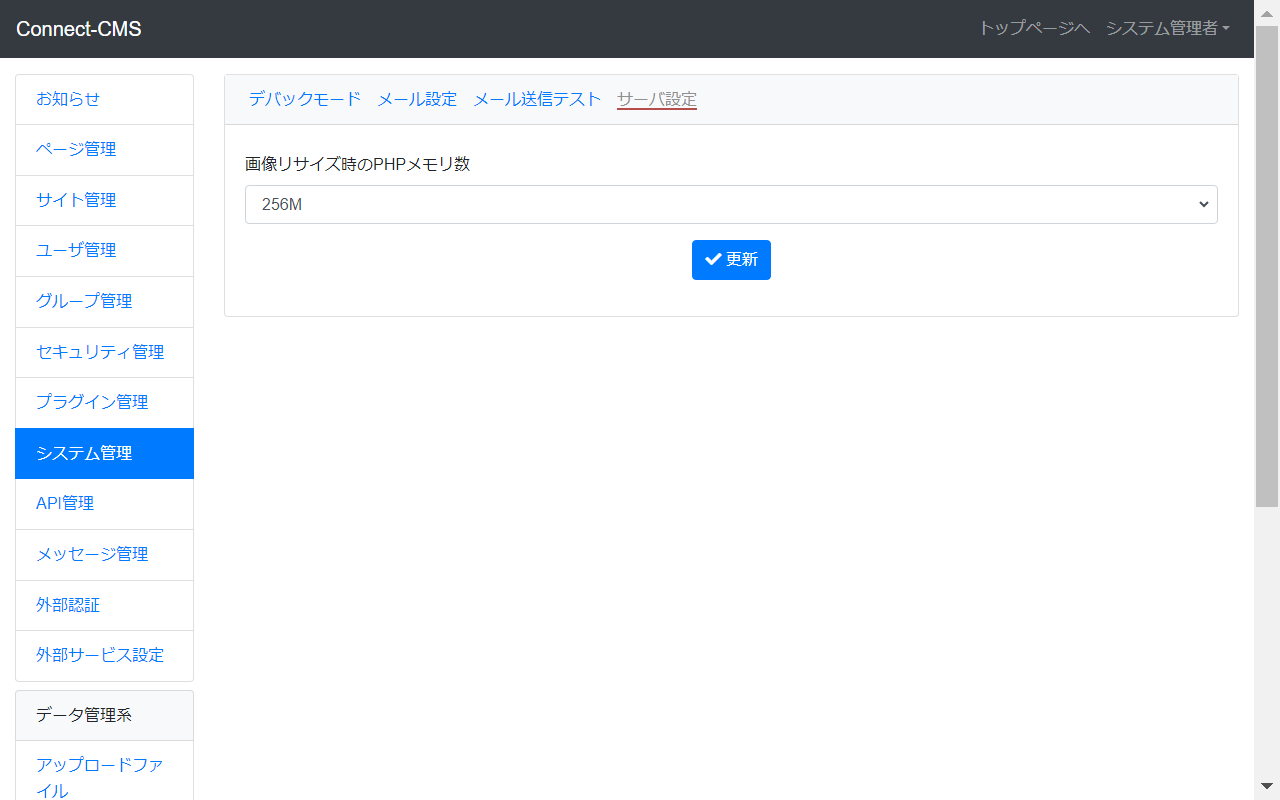 Connect-CMS
トップページへ システム管理者
お知らせ
ページ管理
サイト管理
ユーザ管理
グループ管理
セキュリティ管理
プラグイン管理
システム管理
API管理
メッセージ管理
外部認証
外部サービス設定
データ管理系
アップロードファ
イル
デバックモード メール設定 メール送信テスト サーバ設定
画像リサイズ時のPHPメモリ数
256M
更新